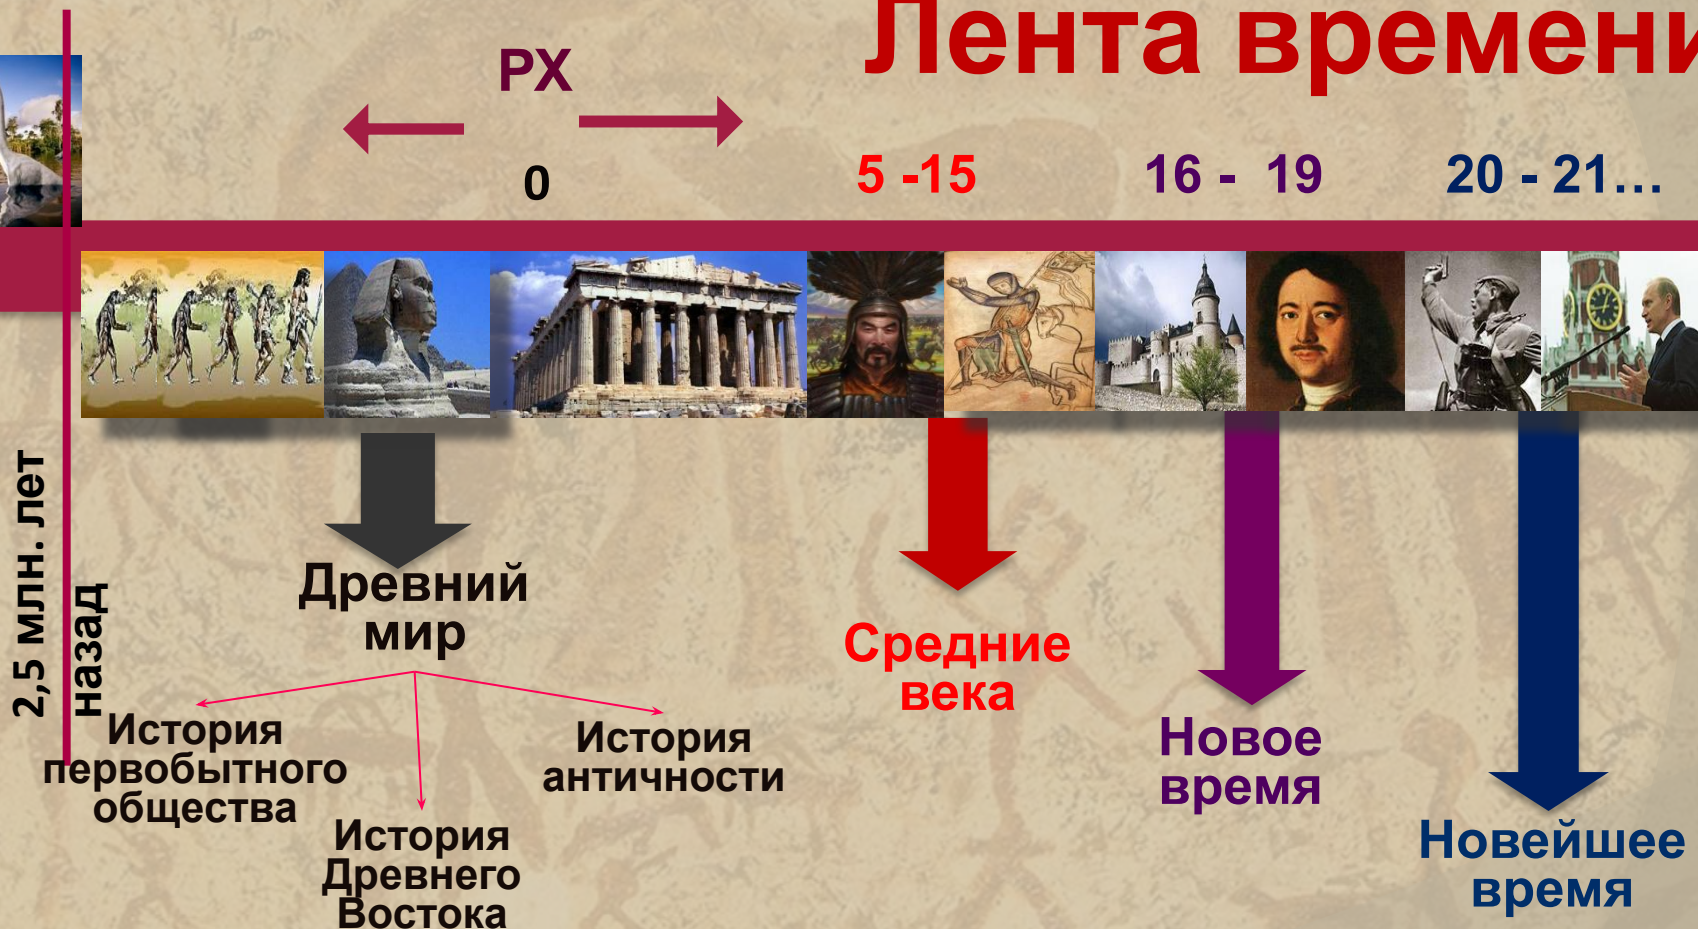 Лента времени
РХ
0
5 -15
16 - 19
20 - 21…
2,5 млн. лет
назад
Древний
мир
История
первобытного
общества
История
Древнего
Востока
История
античности
Средние
века
Новое
время
Новейшее
время